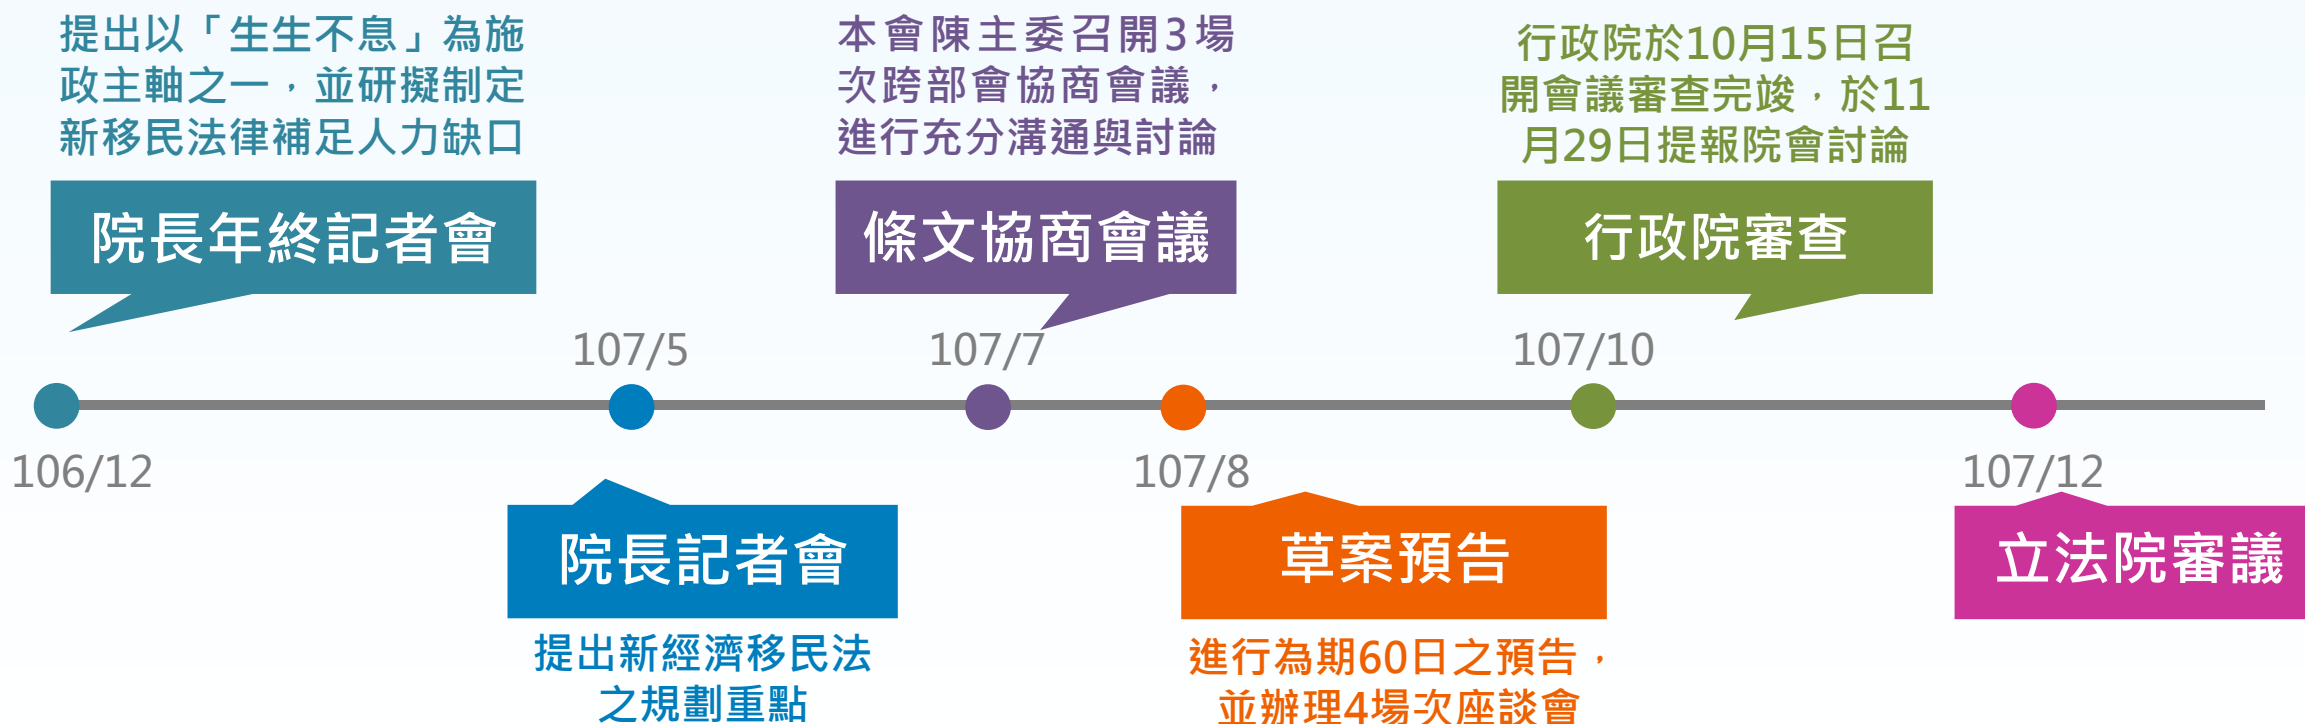 提出以「生生不息」為施
政主軸之一，並研擬制定
新移民法律補足人力缺口
院長年終記者會
106/12
107/5
院長記者會
提出新經濟移民法
之規劃重點
本會陳主委召開3場
次跨部會協商會議，
進行充分溝通與討論
條文協商會議
107/7
107/8
草案預告
進行為期60日之預告，
並辦理4場次座談會
行政院於10月15日召
開會議審查完竣，於11
月29日提報院會討論
行政院審查
107/10
107/12
立法院審議